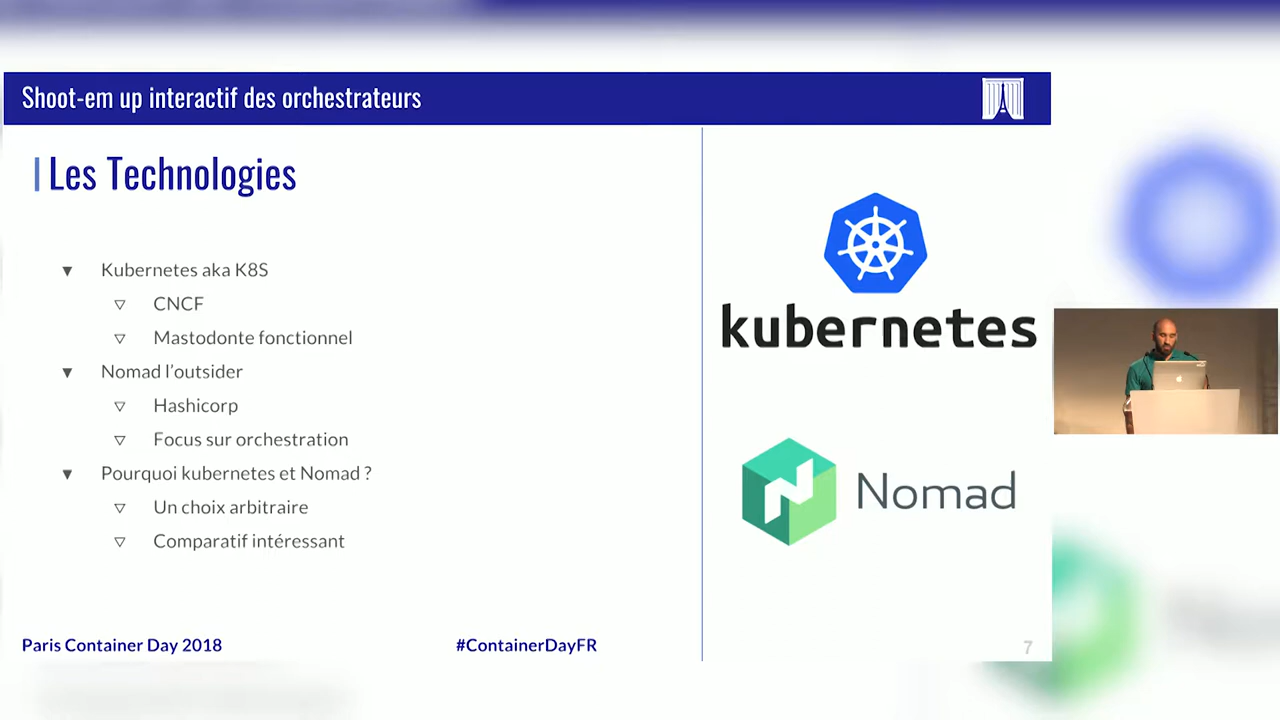 Shoot-em up interactif des orchestrateurs
Les Technologies
Kubernetes aka K8S
CNCF
Mastodonte fonctionnel
Nomad l'outsider
Hashicorp
Focus sur orchestration
Pourquoi kubernetes et Nomad ?
Un choix arbitraire
Comparatif intéressant
kubernetes
Nomad
Paris Container Day 2018
#ContainerDayFR
7